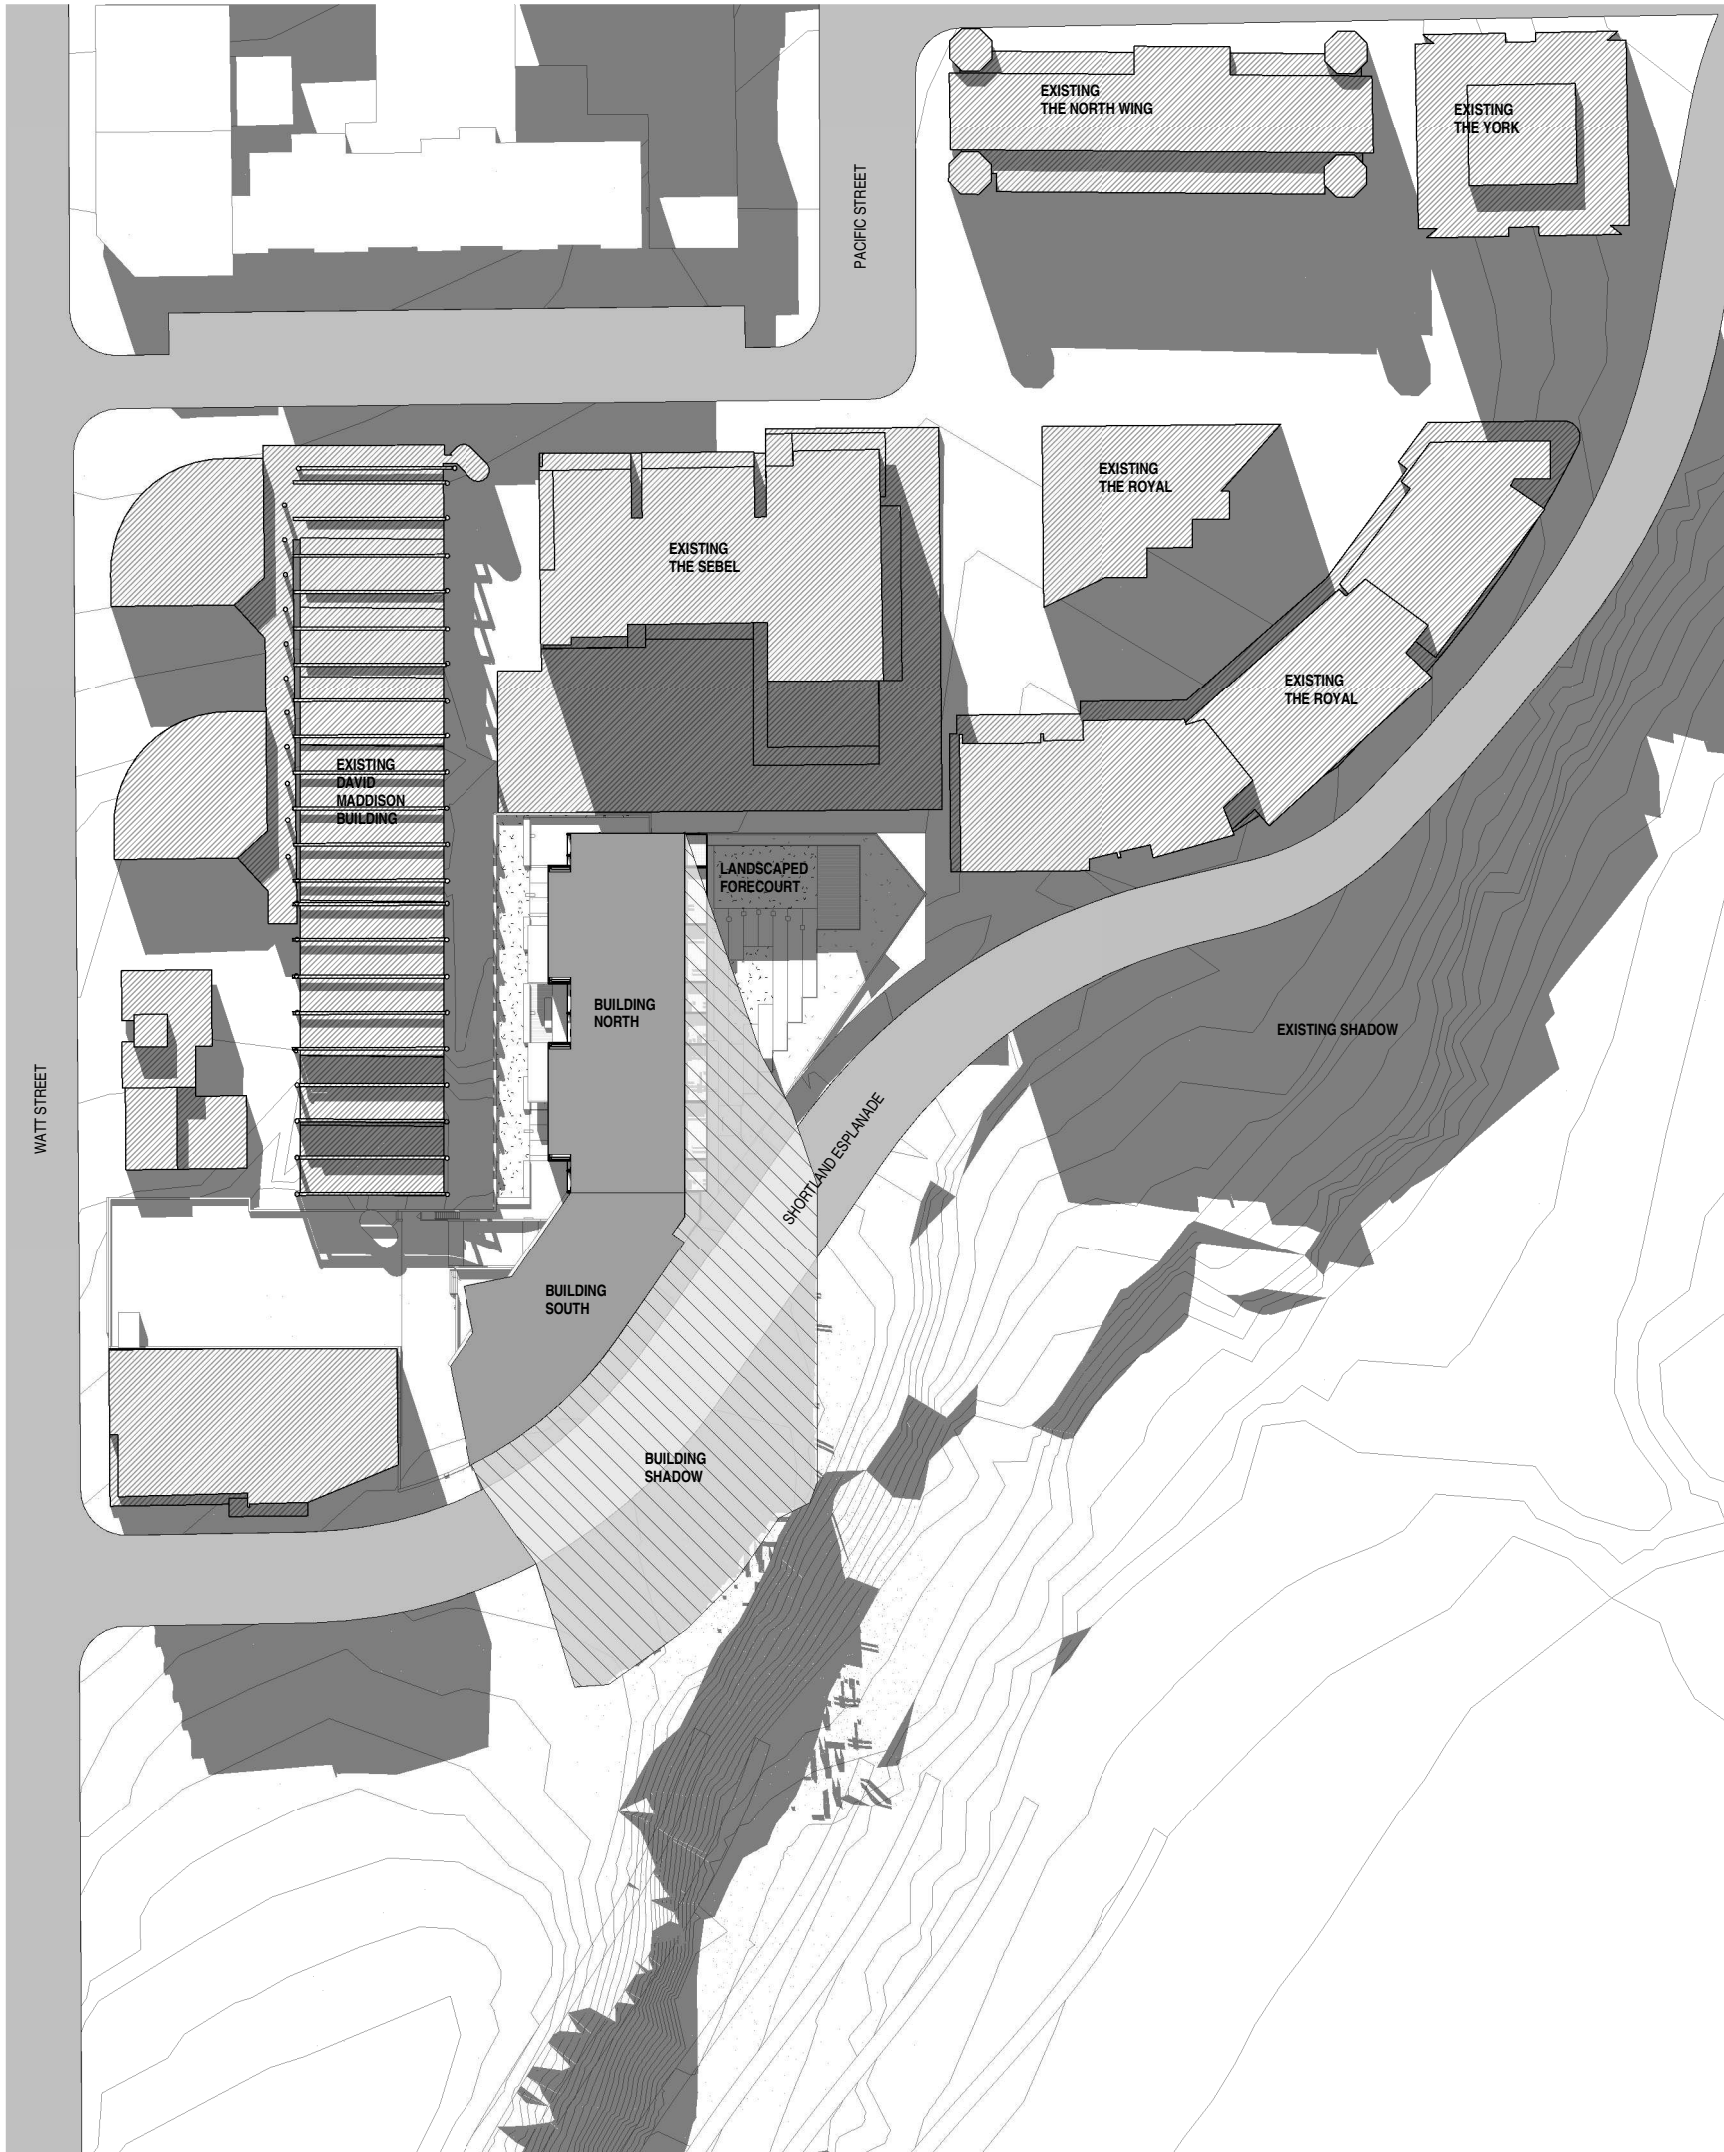 EXISTING
THE NORTH WING
EXISTING
THE YORK
PACIFIC STREET
EXISTING
THE ROYAL
EXISTING
THE SEBEL
EXISTING
THE ROYAL
EXISTING
DAVID
MADDISON
BUILDING
LANDSCAPED
FORECOURT
BUILDING
NORTH
EXISTING SHADOW
WATT STREET
SHORTLAND ESPLANADE
BUILDING
SOUTH
BUILDING
SHADOW